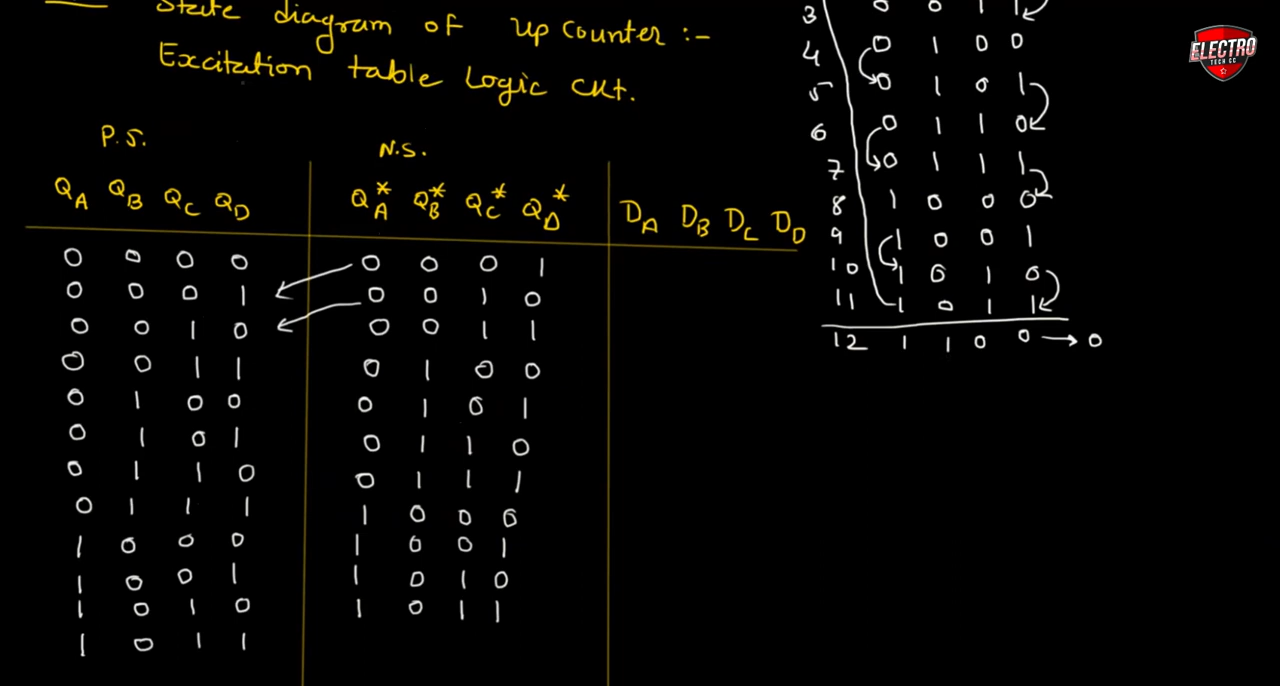 State diagram of up counter :-
Excitation table Logic CKt.
P.S. N.S.
QA QB QC QD QA* QB* QC* QD* DA DB DC DD
0 0 0 0 0 0 0 1
0 0 0 1 0 0 1 0
0 0 1 0 0 0 1 1
0 0 1 1 0 1 0 0
0 1 0 0 0 1 0 1
0 1 0 1 0 1 1 0
0 1 1 0 0 1 1 1
0 1 1 1 1 0 0 0
1 0 0 0 1 0 0 1
1 0 0 1 1 0 1 0
1 0 1 0 1 0 1 1
1 0 1 1
3 0 0 1 1
4 0 1 0 0
5 0 1 0 1
6 0 1 1 0
7 0 1 1 1
8 1 0 0 0
9 1 0 0 1
10 1 0 1 0
11 1 0 1 1
12 1 1 0 0 → 0
ELECTRO
TECH CC